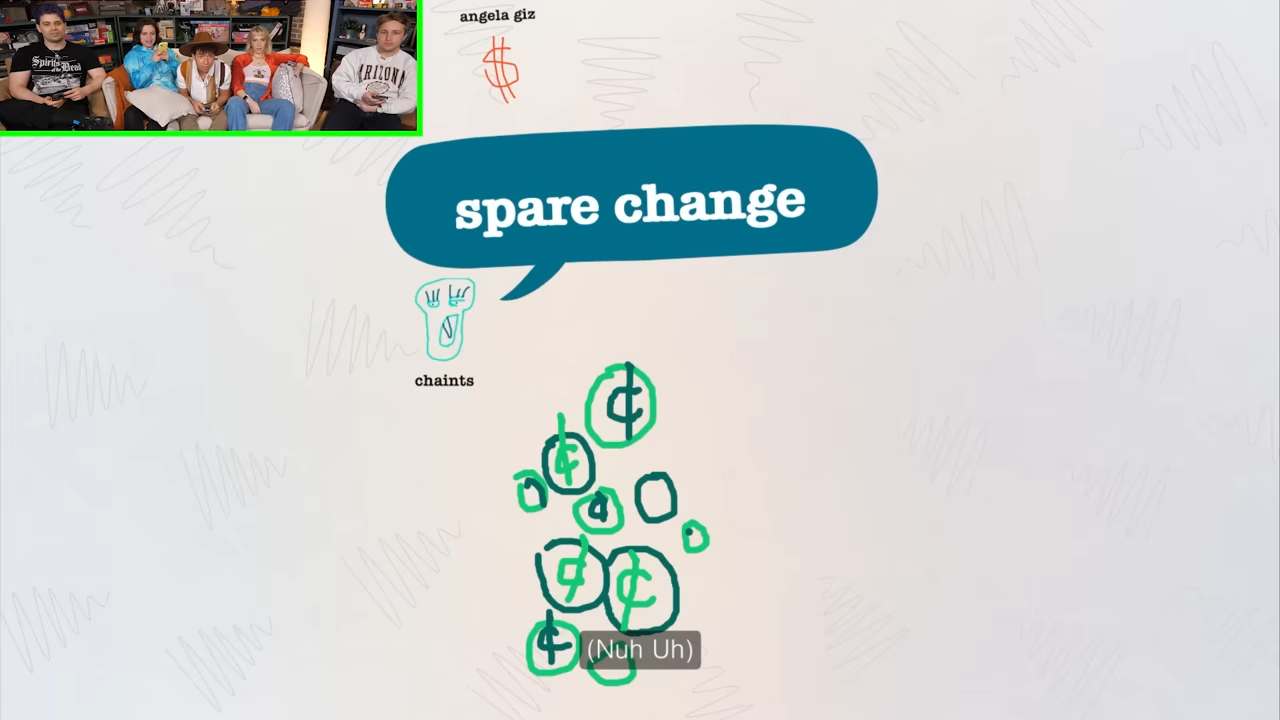 angela giz
$
Spirits
of the Dead
ARIZONA
spare change
chaints
¢
¢
¢
¢
¢
(Nuh Uh)